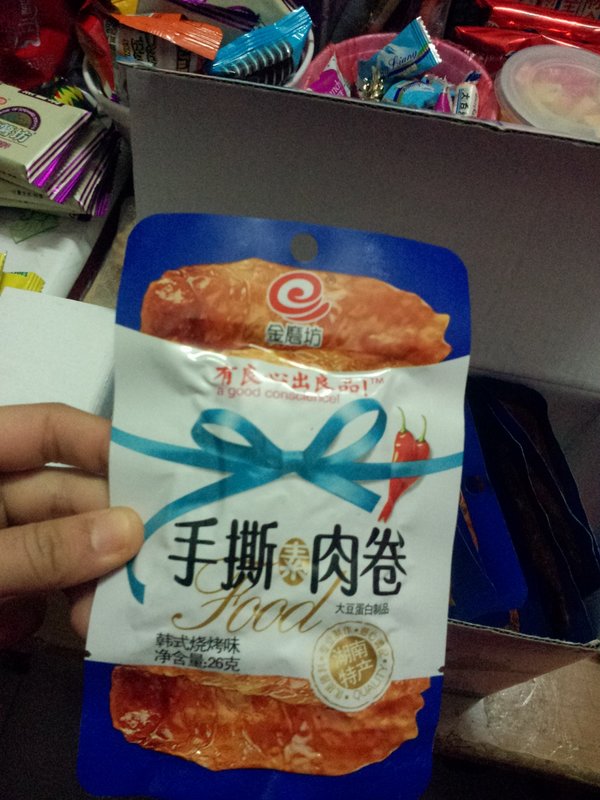 金磨坊
有良心出良品!™
a good conscience!
手撕素肉卷
Food
大豆蛋白制品
韩式烧烤味
净含量:26克
湖南
特产